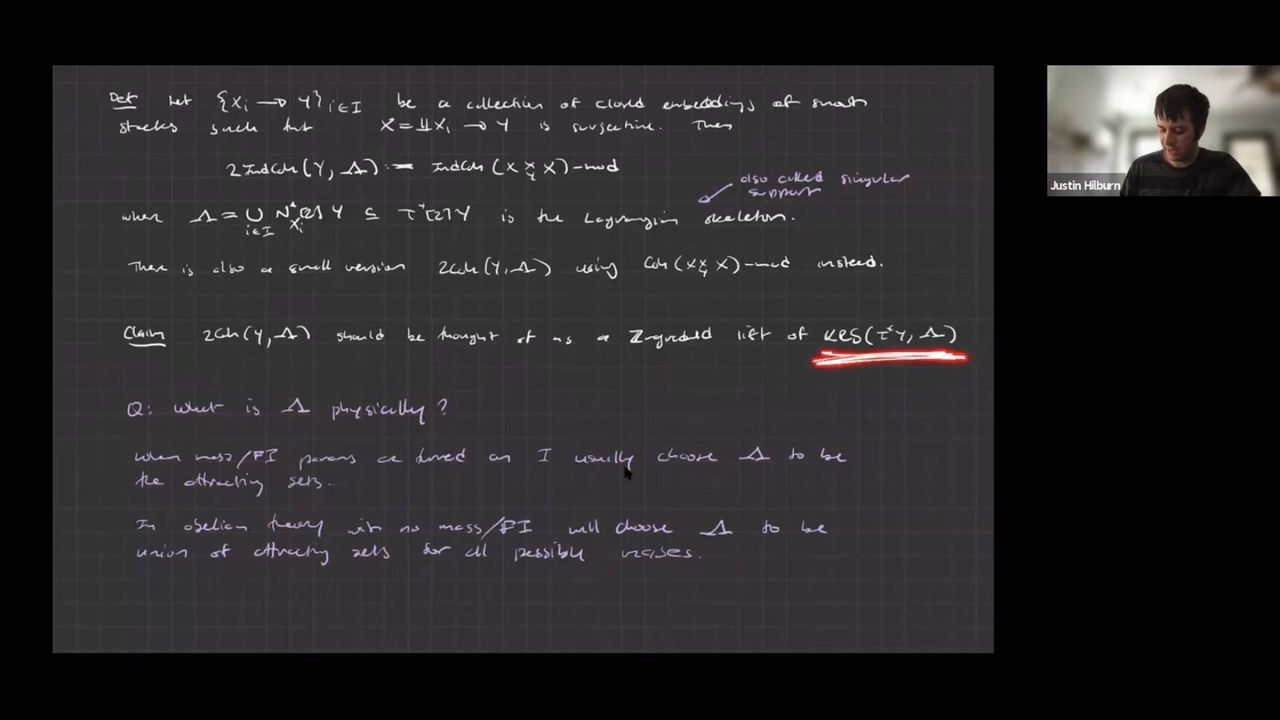 Def Let {X_i → Y}_{i∈I} be a collection of closed embeddings of smooth
stacks such that X = ∐X_i → Y is surjective. Then
2IndCoh(Y, Λ) := IndCoh(X ×_Y X)-mod
also called singular
support
where Λ = ∪_{i∈I} N*_{X_i}[2]Y ⊆ T*[2]Y is the Lagrangian skeleton.
There is also a small version 2Coh(Y, Λ) using Coh(X ×_Y X)-mod instead.
Claim 2Coh(Y, Λ) should be thought of as a Z-graded lift of KRS(T*Y, Λ)
Q: What is Λ physically?
When mass/FI params are turned on I usually choose Λ to be
the attracting sets.
In abelian theory with no mass/FI will choose Λ to be
union of attracting sets for all possible masses.
Justin Hilburn